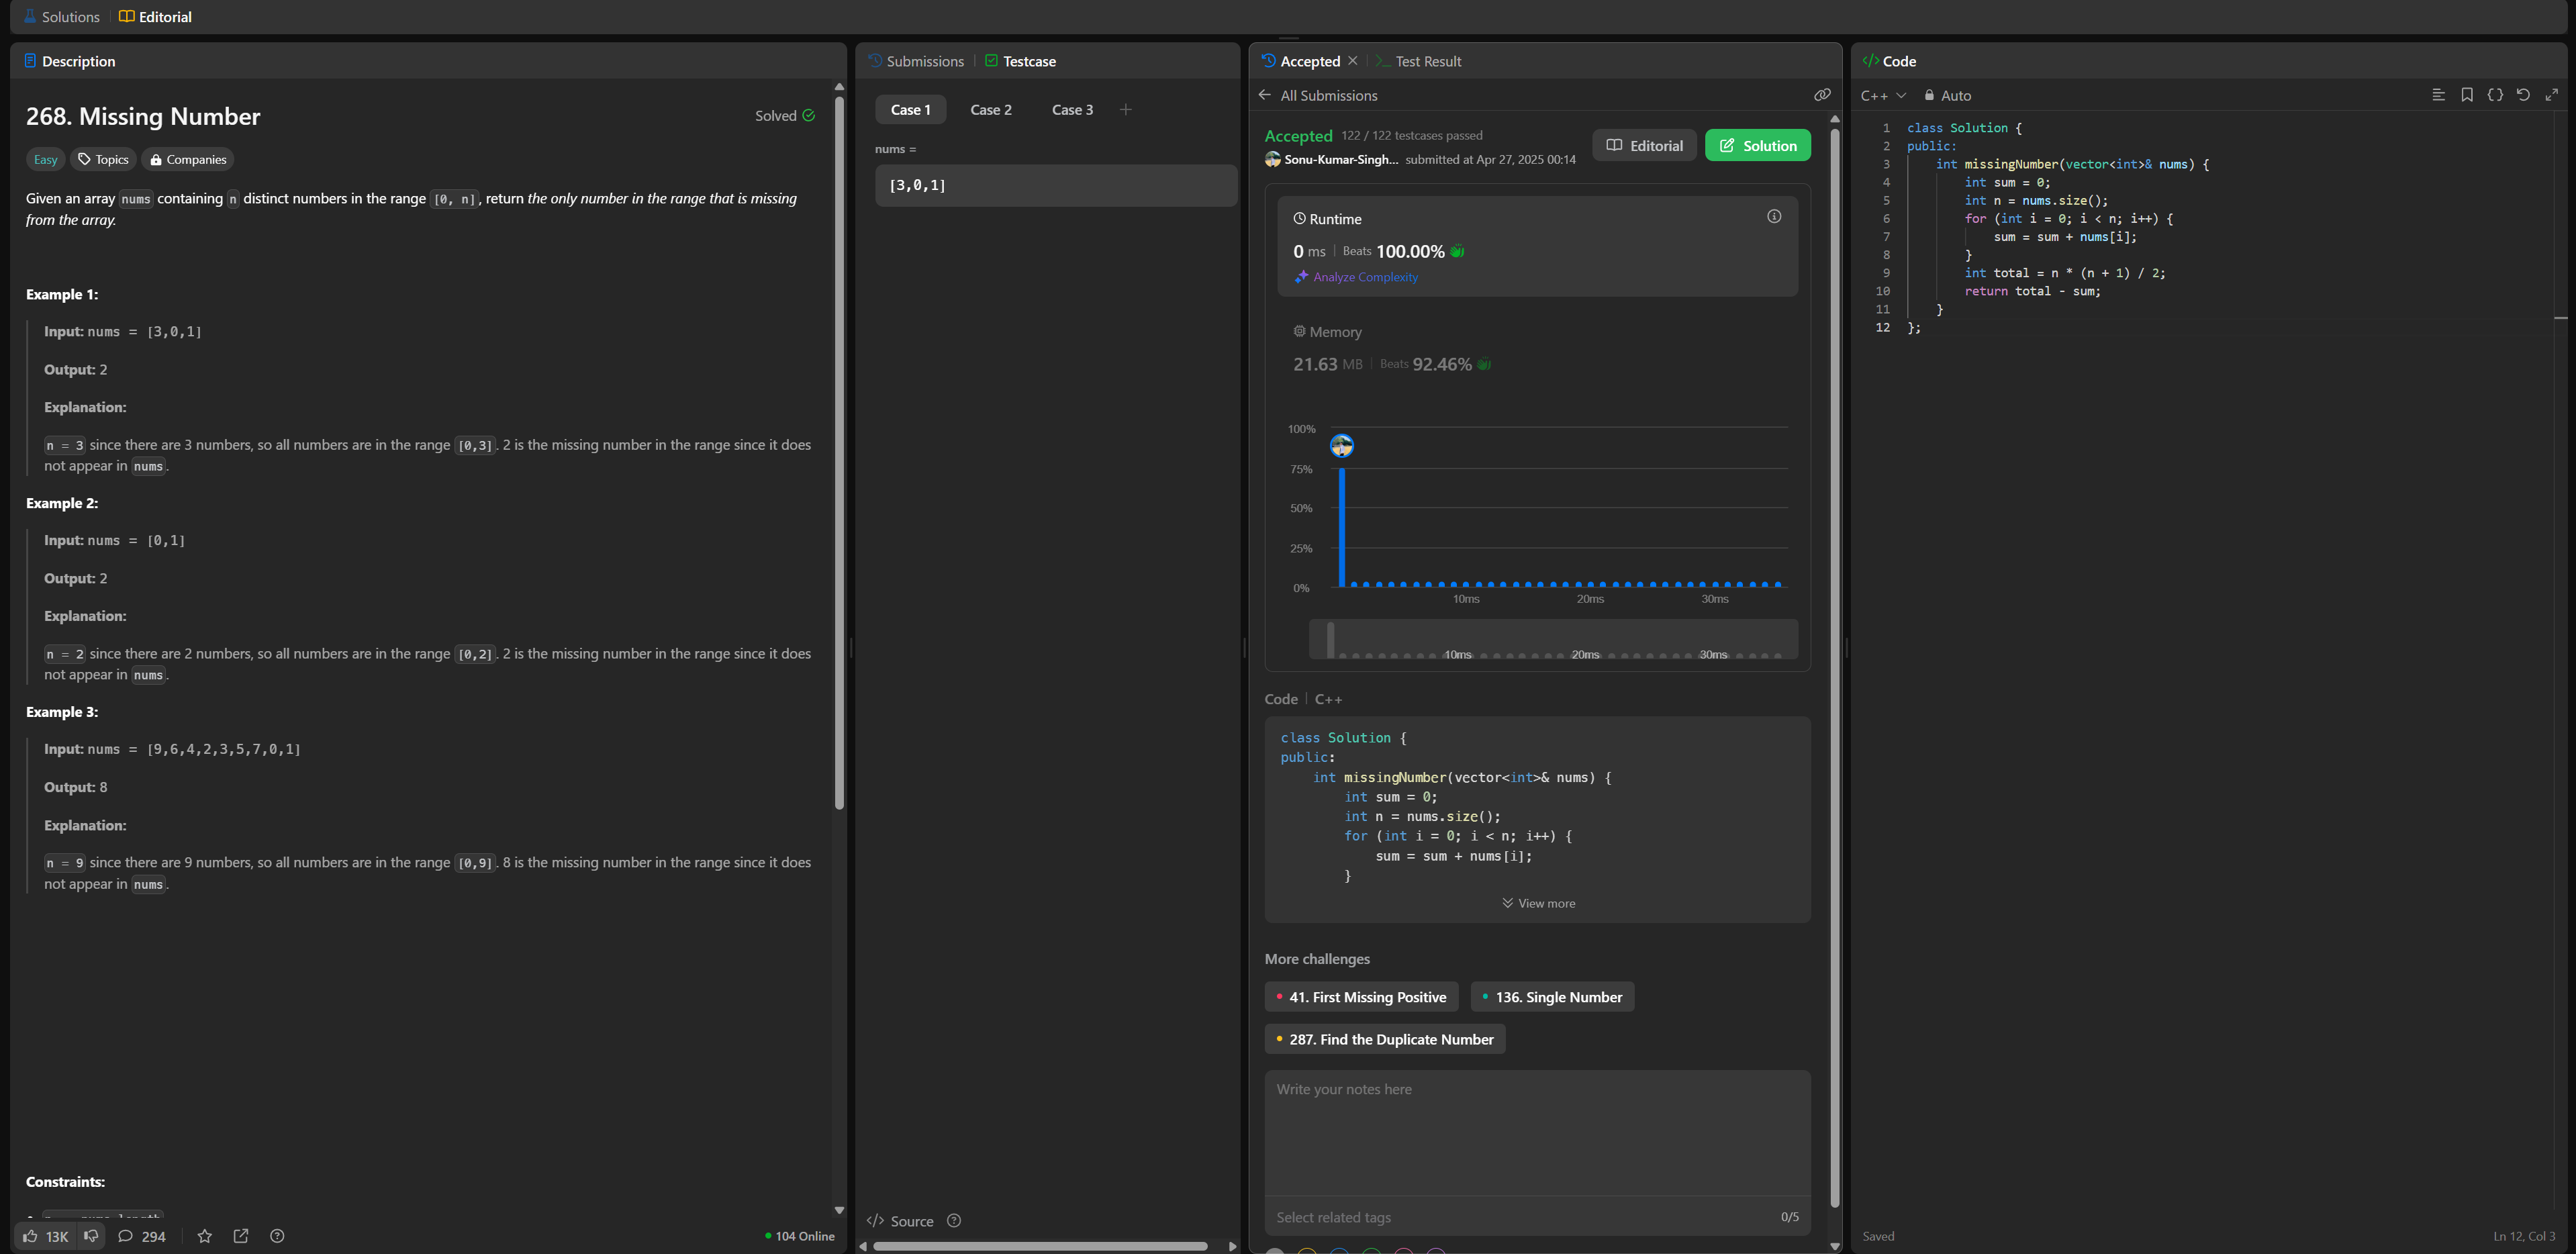 Solutions
Editorial
Description
268. Missing Number
Solved
Easy
Topics
Companies
Given an array nums containing n distinct numbers in the range [0, n], return the only number in the range that is missing
from the array.
Example 1:
Input: nums = [3,0,1]
Output: 2
Explanation:
n = 3 since there are 3 numbers, so all numbers are in the range [0,3]. 2 is the missing number in the range since it does
not appear in nums.
Example 2:
Input: nums = [0,1]
Output: 2
Explanation:
n = 2 since there are 2 numbers, so all numbers are in the range [0,2]. 2 is the missing number in the range since it does
not appear in nums.
Example 3:
Input: nums = [9,6,4,2,3,5,7,0,1]
Output: 8
Explanation:
n = 9 since there are 9 numbers, so all numbers are in the range [0,9]. 8 is the missing number in the range since it does
not appear in nums.
Constraints:
13K
294
104 Online
Submissions
Testcase
Case 1
Case 2
Case 3
nums =
[3,0,1]
</> Source
Accepted
Test Result
All Submissions
Accepted 122 / 122 testcases passed
Sonu-Kumar-Singh... submitted at Apr 27, 2025 00:14
Editorial
Solution
Runtime
0 ms | Beats 100.00%
Analyze Complexity
Memory
21.63 MB | Beats 92.46%
100%
75%
50%
25%
0%
10ms
20ms
30ms
10ms
20ms
30ms
Code | C++
class Solution {
public:
    int missingNumber(vector<int>& nums) {
        int sum = 0;
        int n = nums.size();
        for (int i = 0; i < n; i++) {
            sum = sum + nums[i];
        }
View more
More challenges
41. First Missing Positive
136. Single Number
287. Find the Duplicate Number
Write your notes here
Select related tags
0/5
</> Code
C++
Auto
1 class Solution {
2 public:
3     int missingNumber(vector<int>& nums) {
4         int sum = 0;
5         int n = nums.size();
6         for (int i = 0; i < n; i++) {
7             sum = sum + nums[i];
8         }
9         int total = n * (n + 1) / 2;
10         return total - sum;
11     }
12 };
Saved
Ln 12, Col 3